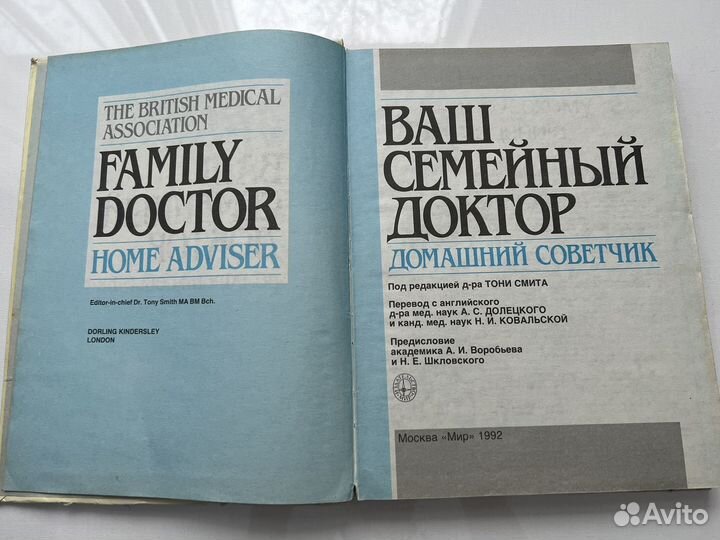 THE BRITISH MEDICAL
ASSOCIATION
FAMILY
DOCTOR
HOME ADVISER
Editor-in-chief Dr. Tony Smith MA BM Bch.
DORLING KINDERSLEY
LONDON
ВАШ
СЕМЕЙНЫЙ
ДОКТОР
ДОМАШНИЙ СОВЕТЧИК
Под редакцией д-ра ТОНИ СМИТА
Перевод с английского
д-ра мед. наук А. С. ДОЛЕЦКОГО
и канд. мед. наук Н. И. КОВАЛЬСКОЙ
Предисловие
академика А. И. Воробьева
и Н. Е. Шкловского
Москва «Мир» 1992
Avito